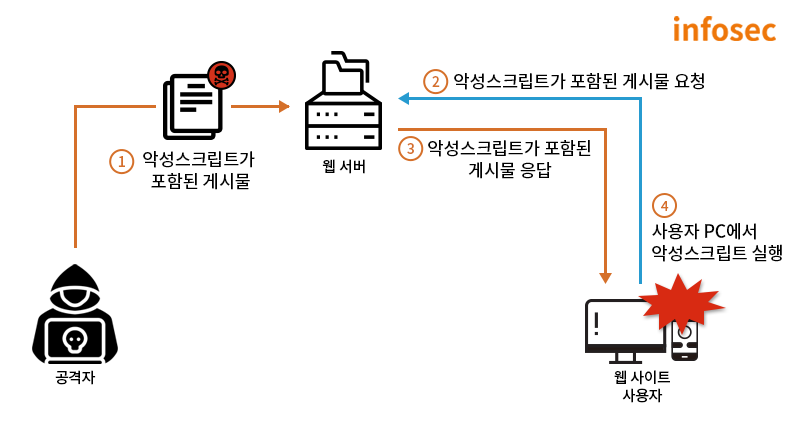 infosec
① 악성스크립트가
포함된 게시물
웹 서버
② 악성스크립트가 포함된 게시물 요청
③ 악성스크립트가 포함된
게시물 응답
④
사용자 PC에서
악성스크립트 실행
!
공격자
웹 사이트
사용자